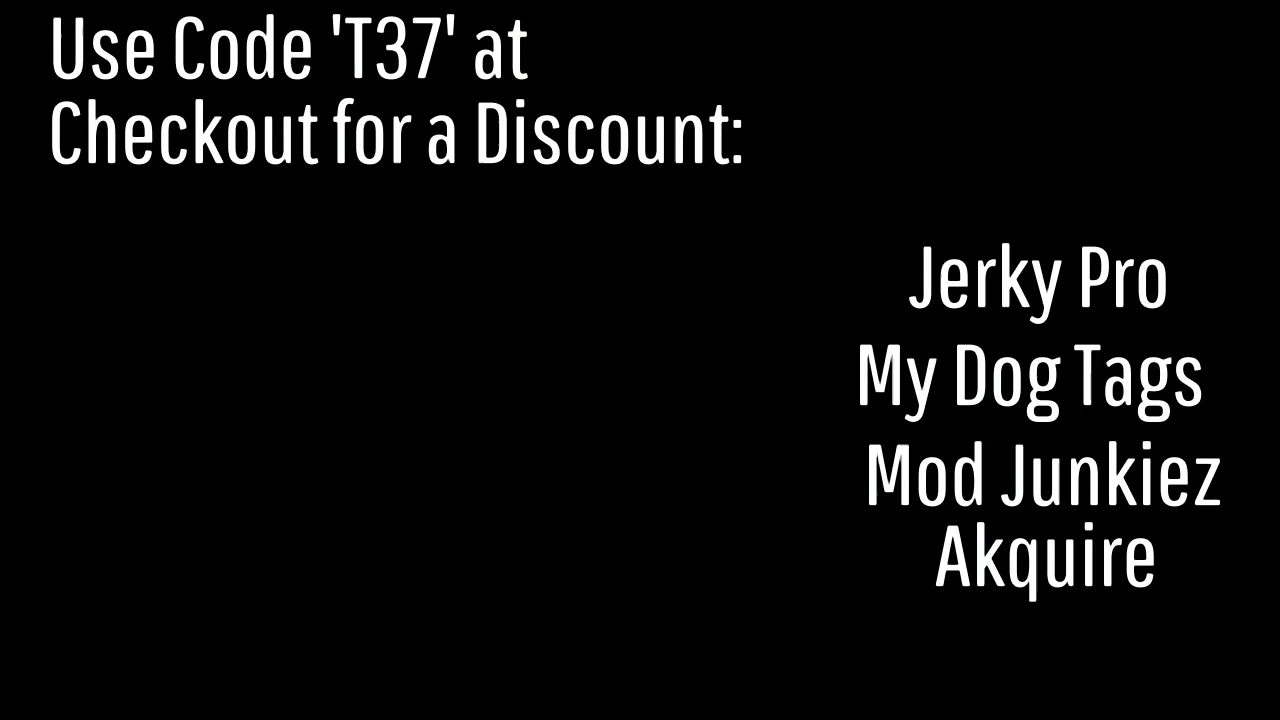 Use Code 'T37' at
Checkout for a Discount:
Jerky Pro
My Dog Tags
Mod Junkiez
Akquire